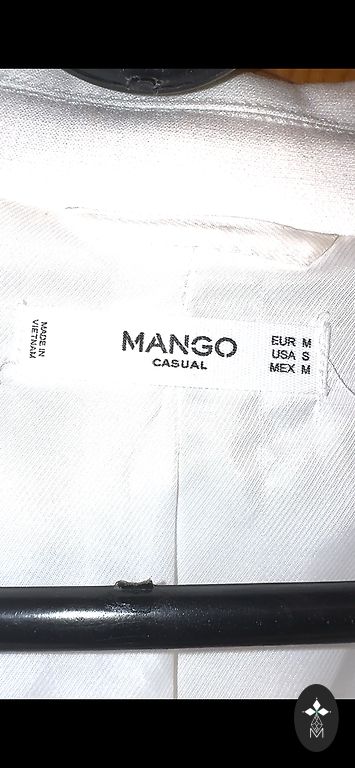 MADE IN
VIETNAM
MANGO
CASUAL
EUR M
USA S
MEX M
M